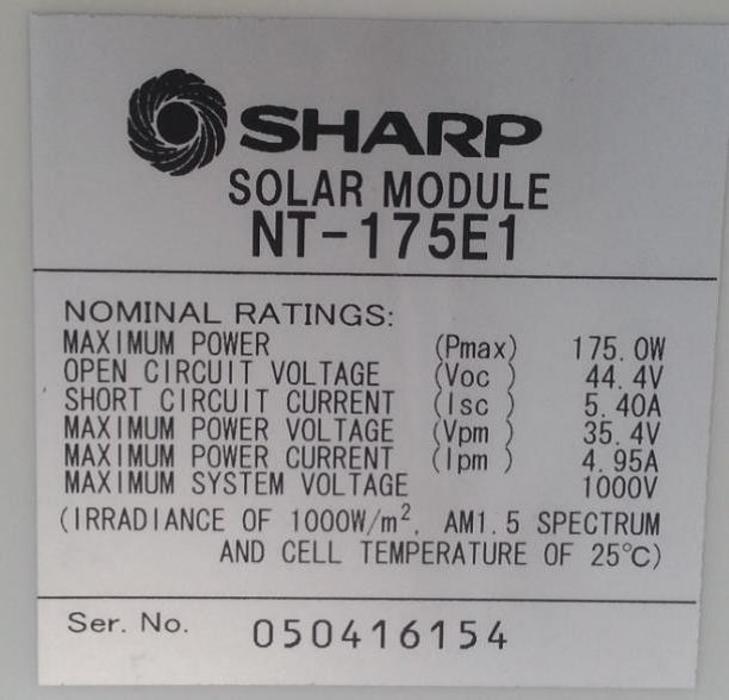 SHARP
SOLAR MODULE
NT-175E1
NOMINAL RATINGS:
MAXIMUM POWER (Pmax) 175.0W
OPEN CIRCUIT VOLTAGE (Voc ) 44.4V
SHORT CIRCUIT CURRENT (Isc ) 5.40A
MAXIMUM POWER VOLTAGE (Vpm ) 35.4V
MAXIMUM POWER CURRENT (Ipm ) 4.95A
MAXIMUM SYSTEM VOLTAGE 1000V
(IRRADIANCE OF 1000W/m², AM1.5 SPECTRUM
AND CELL TEMPERATURE OF 25℃)
Ser. No. 050416154